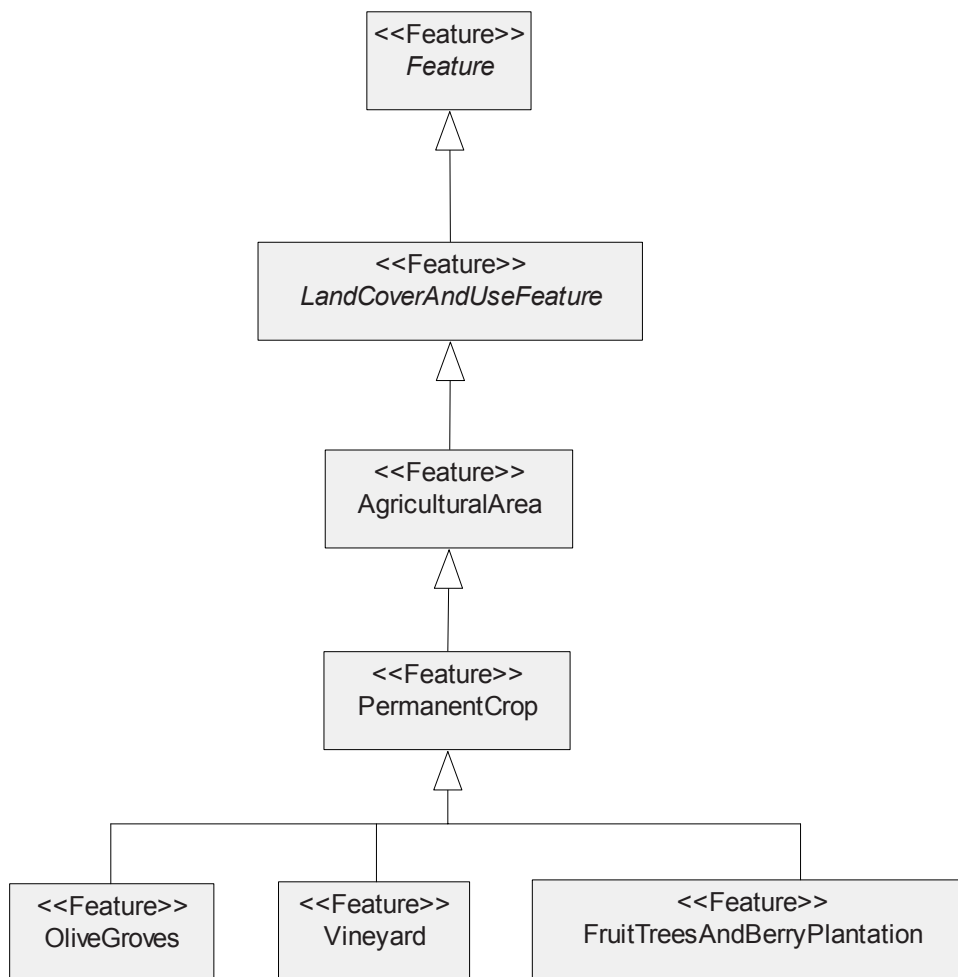 <<Feature>>
Feature
<<Feature>>
LandCoverAndUseFeature
<<Feature>>
AgriculturalArea
<<Feature>>
PermanentCrop
<<Feature>>
OliveGroves
<<Feature>>
Vineyard
<<Feature>>
FruitTreesAndBerryPlantation